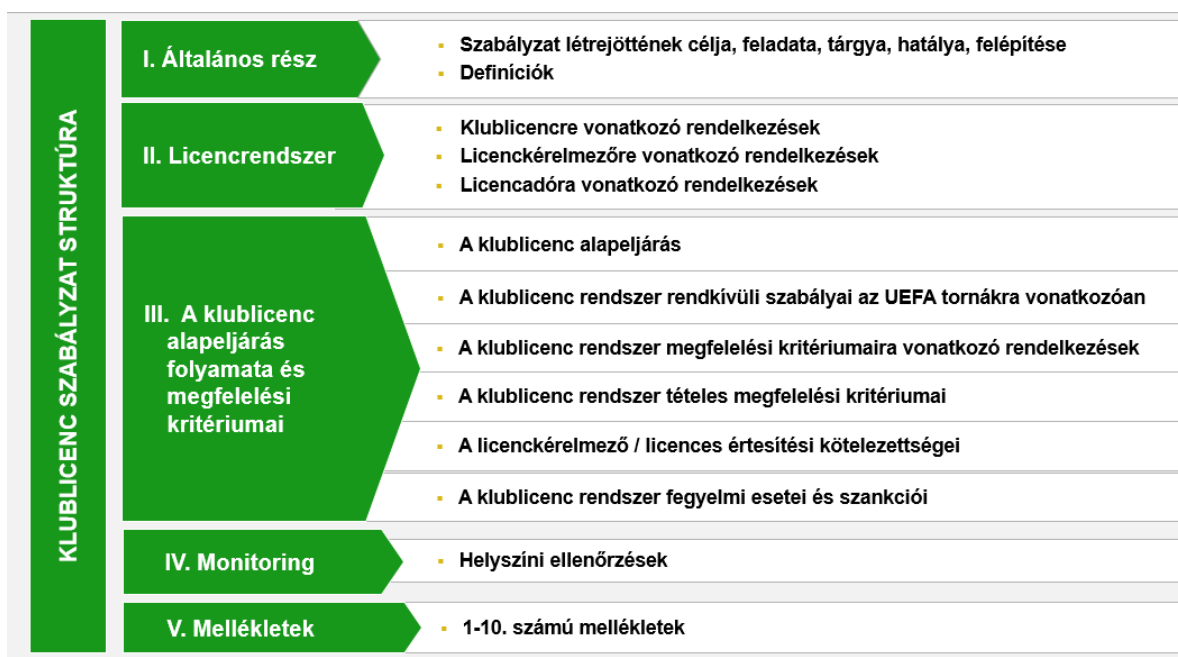 KLUBLICENC SZABÁLYZAT STRUKTÚRA
I. Általános rész
▪ Szabályzat létrejöttének célja, feladata, tárgya, hatálya, felépítése
▪ Definíciók
II. Licencrendszer
▪ Klublicencre vonatkozó rendelkezések
▪ Licenckérelmezőre vonatkozó rendelkezések
▪ Licencadóra vonatkozó rendelkezések
III. A klublicenc
alapeljárás
folyamata és
megfelelési
kritériumai
▪ A klublicenc alapeljárás
▪ A klublicenc rendszer rendkívüli szabályai az UEFA tornákra vonatkozóan
▪ A klublicenc rendszer megfelelési kritériumaira vonatkozó rendelkezések
▪ A klublicenc rendszer tételes megfelelési kritériumai
▪ A licenckérelmező / licences értesítési kötelezettségei
▪ A klublicenc rendszer fegyelmi esetei és szankciói
IV. Monitoring
▪ Helyszíni ellenőrzések
V. Mellékletek
▪ 1-10. számú mellékletek